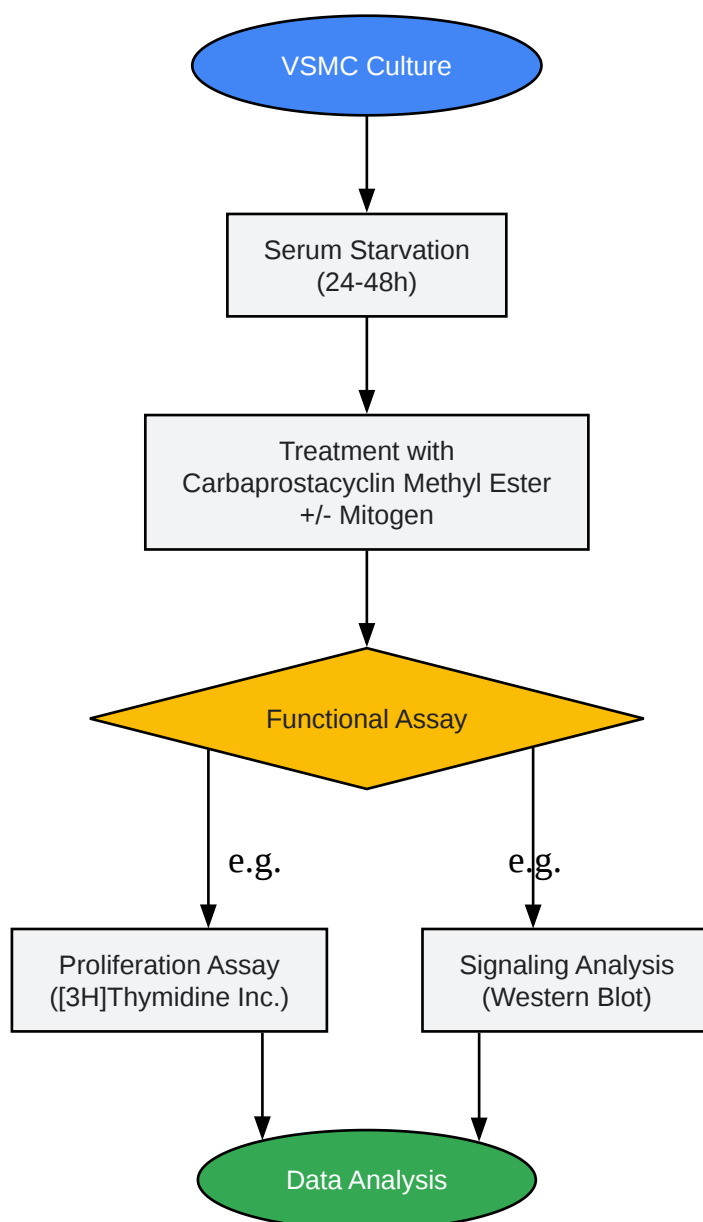 VSMC Culture
Serum Starvation
(24-48h)
Treatment with
Carbaprostacyclin Methyl Ester
+/- Mitogen
Functional Assay
e.g.
e.g.
Proliferation Assay
([3H]Thymidine Inc.)
Signaling Analysis
(Western Blot)
Data Analysis